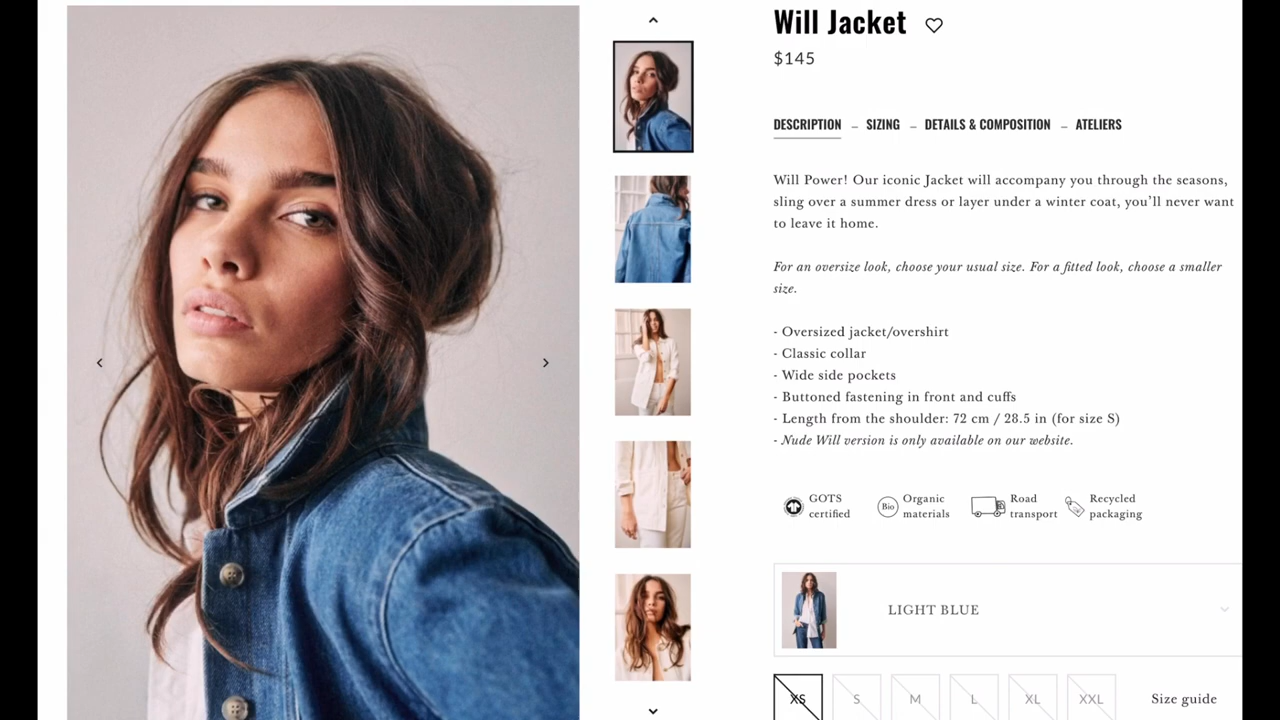 Will Jacket
$145
DESCRIPTION – SIZING – DETAILS & COMPOSITION – ATELIERS
Will Power! Our iconic Jacket will accompany you through the seasons,
sling over a summer dress or layer under a winter coat, you’ll never want
to leave it home.
For an oversize look, choose your usual size. For a fitted look, choose a smaller
size.
- Oversized jacket/overshirt
- Classic collar
- Wide side pockets
- Buttoned fastening in front and cuffs
- Length from the shoulder: 72 cm / 28.5 in (for size S)
- Nude Will version is only available on our website.
GOTS
certified
Bio
Organic
materials
Road
transport
Recycled
packaging
LIGHT BLUE
XS S M L XL XXL Size guide